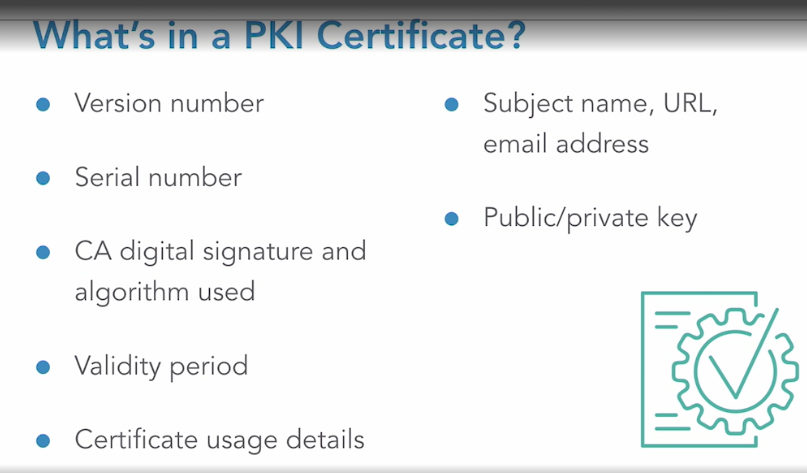 What's in a PKI Certificate?
Version number
Serial number
CA digital signature and
algorithm used
Validity period
Certificate usage details
Subject name, URL,
email address
Public/private key